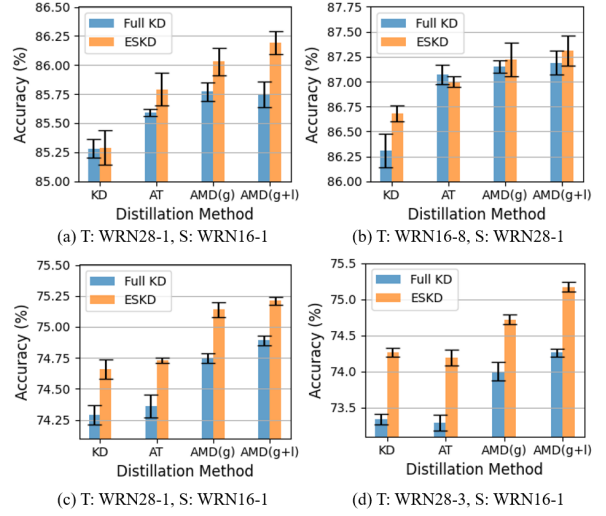 86.50
86.25
86.00
85.75
85.50
85.25
85.00
Accuracy (%)
Full KD
ESKD
KD AT AMD(g) AMD(g+l)
Distillation Method
(a) T: WRN28-1, S: WRN16-1
87.75
87.50
87.25
87.00
86.75
86.50
86.25
86.00
Accuracy (%)
Full KD
ESKD
KD AT AMD(g) AMD(g+l)
Distillation Method
(b) T: WRN16-8, S: WRN28-1
75.50
75.25
75.00
74.75
74.50
74.25
Accuracy (%)
Full KD
ESKD
KD AT AMD(g) AMD(g+l)
Distillation Method
(c) T: WRN28-1, S: WRN16-1
75.5
75.0
74.5
74.0
73.5
Accuracy (%)
Full KD
ESKD
KD AT AMD(g) AMD(g+l)
Distillation Method
(d) T: WRN28-3, S: WRN16-1